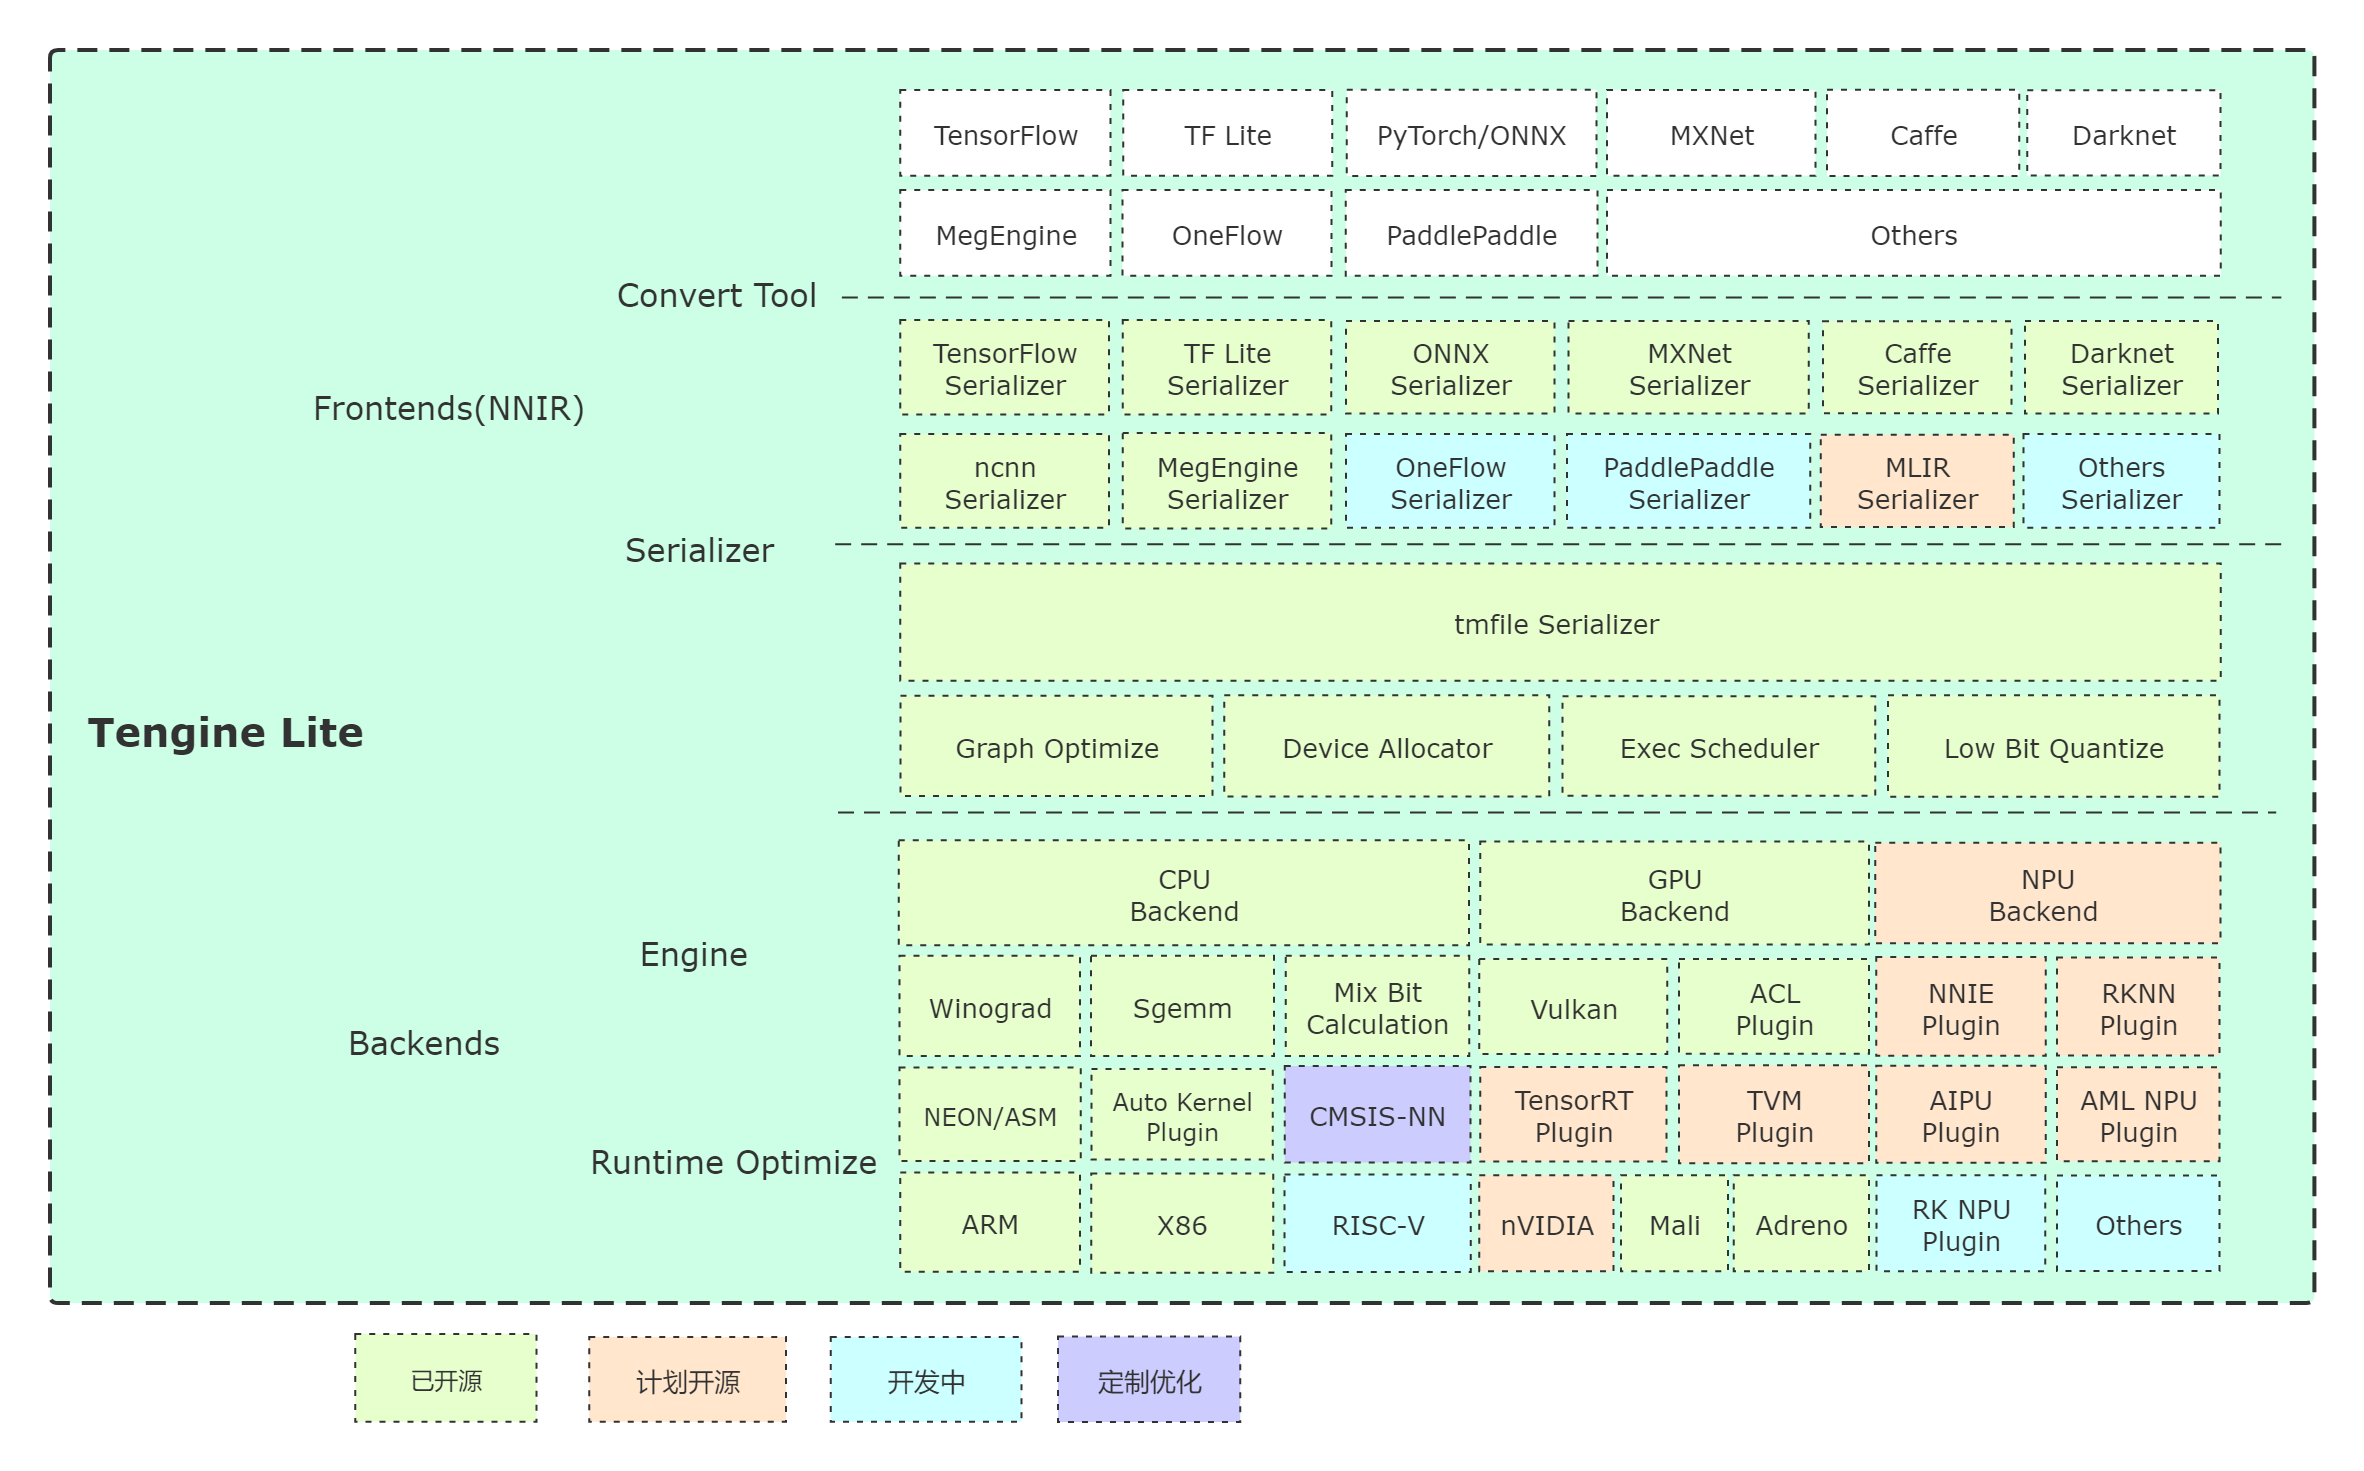 TensorFlow
TF Lite
PyTorch/ONNX
MXNet
Caffe
Darknet
MegEngine
OneFlow
PaddlePaddle
Others
Convert Tool
TensorFlow
Serializer
TF Lite
Serializer
ONNX
Serializer
MXNet
Serializer
Caffe
Serializer
Darknet
Serializer
Frontends(NNIR)
ncnn
Serializer
MegEngine
Serializer
OneFlow
Serializer
PaddlePaddle
Serializer
MLIR
Serializer
Others
Serializer
Serializer
tmfile Serializer
Tengine Lite
Graph Optimize
Device Allocator
Exec Scheduler
Low Bit Quantize
CPU
Backend
GPU
Backend
NPU
Backend
Engine
Winograd
Sgemm
Mix Bit
Calculation
Vulkan
ACL
Plugin
NNIE
Plugin
RKNN
Plugin
Backends
NEON/ASM
Auto Kernel
Plugin
CMSIS-NN
TensorRT
Plugin
TVM
Plugin
AIPU
Plugin
AML NPU
Plugin
Runtime Optimize
ARM
X86
RISC-V
nVIDIA
Mali
Adreno
RK NPU
Plugin
Others
已开源
计划开源
开发中
定制优化